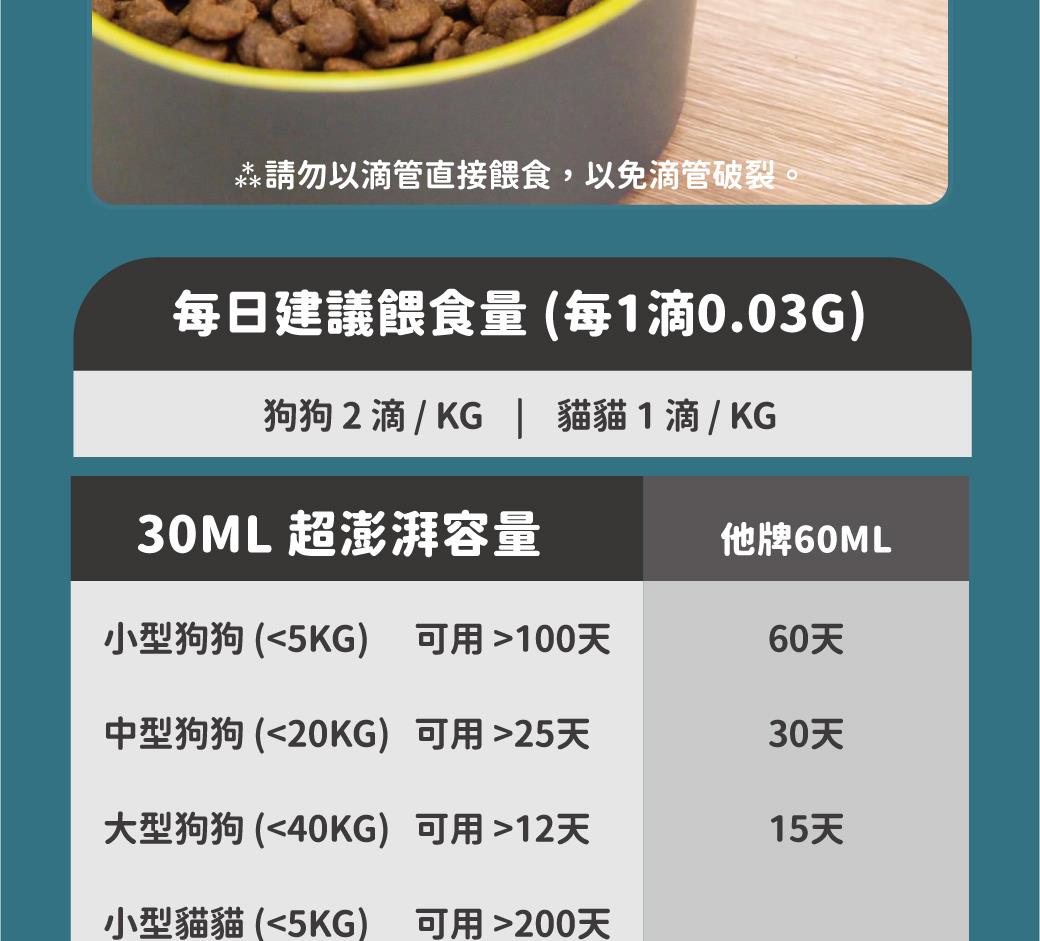 ⁂請勿以滴管直接餵食，以免滴管破裂。
每日建議餵食量 (每1滴0.03G)
狗狗 2 滴 / KG | 貓貓 1 滴 / KG
30ML 超澎湃容量 他牌60ML
小型狗狗 (<5KG) 可用 >100天 60天
中型狗狗 (<20KG) 可用 >25天 30天
大型狗狗 (<40KG) 可用 >12天 15天
小型貓貓 (<5KG) 可用 >200天